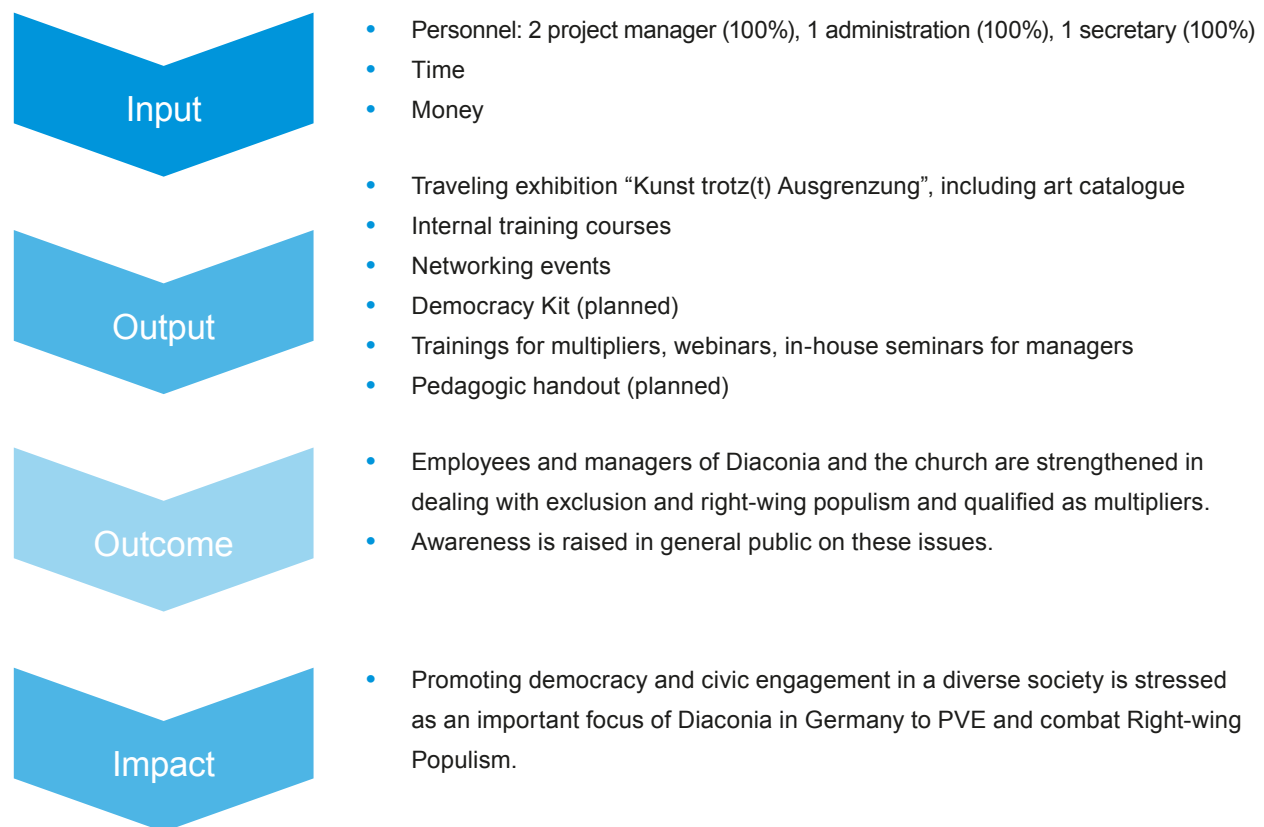 Input
• Personnel: 2 project manager (100%), 1 administration (100%), 1 secretary (100%)
• Time
• Money
Output
• Traveling exhibition “Kunst trotz(t) Ausgrenzung”, including art catalogue
• Internal training courses
• Networking events
• Democracy Kit (planned)
• Trainings for multipliers, webinars, in-house seminars for managers
• Pedagogic handout (planned)
Outcome
• Employees and managers of Diaconia and the church are strengthened in
dealing with exclusion and right-wing populism and qualified as multipliers.
• Awareness is raised in general public on these issues.
Impact
• Promoting democracy and civic engagement in a diverse society is stressed
as an important focus of Diaconia in Germany to PVE and combat Right-wing
Populism.